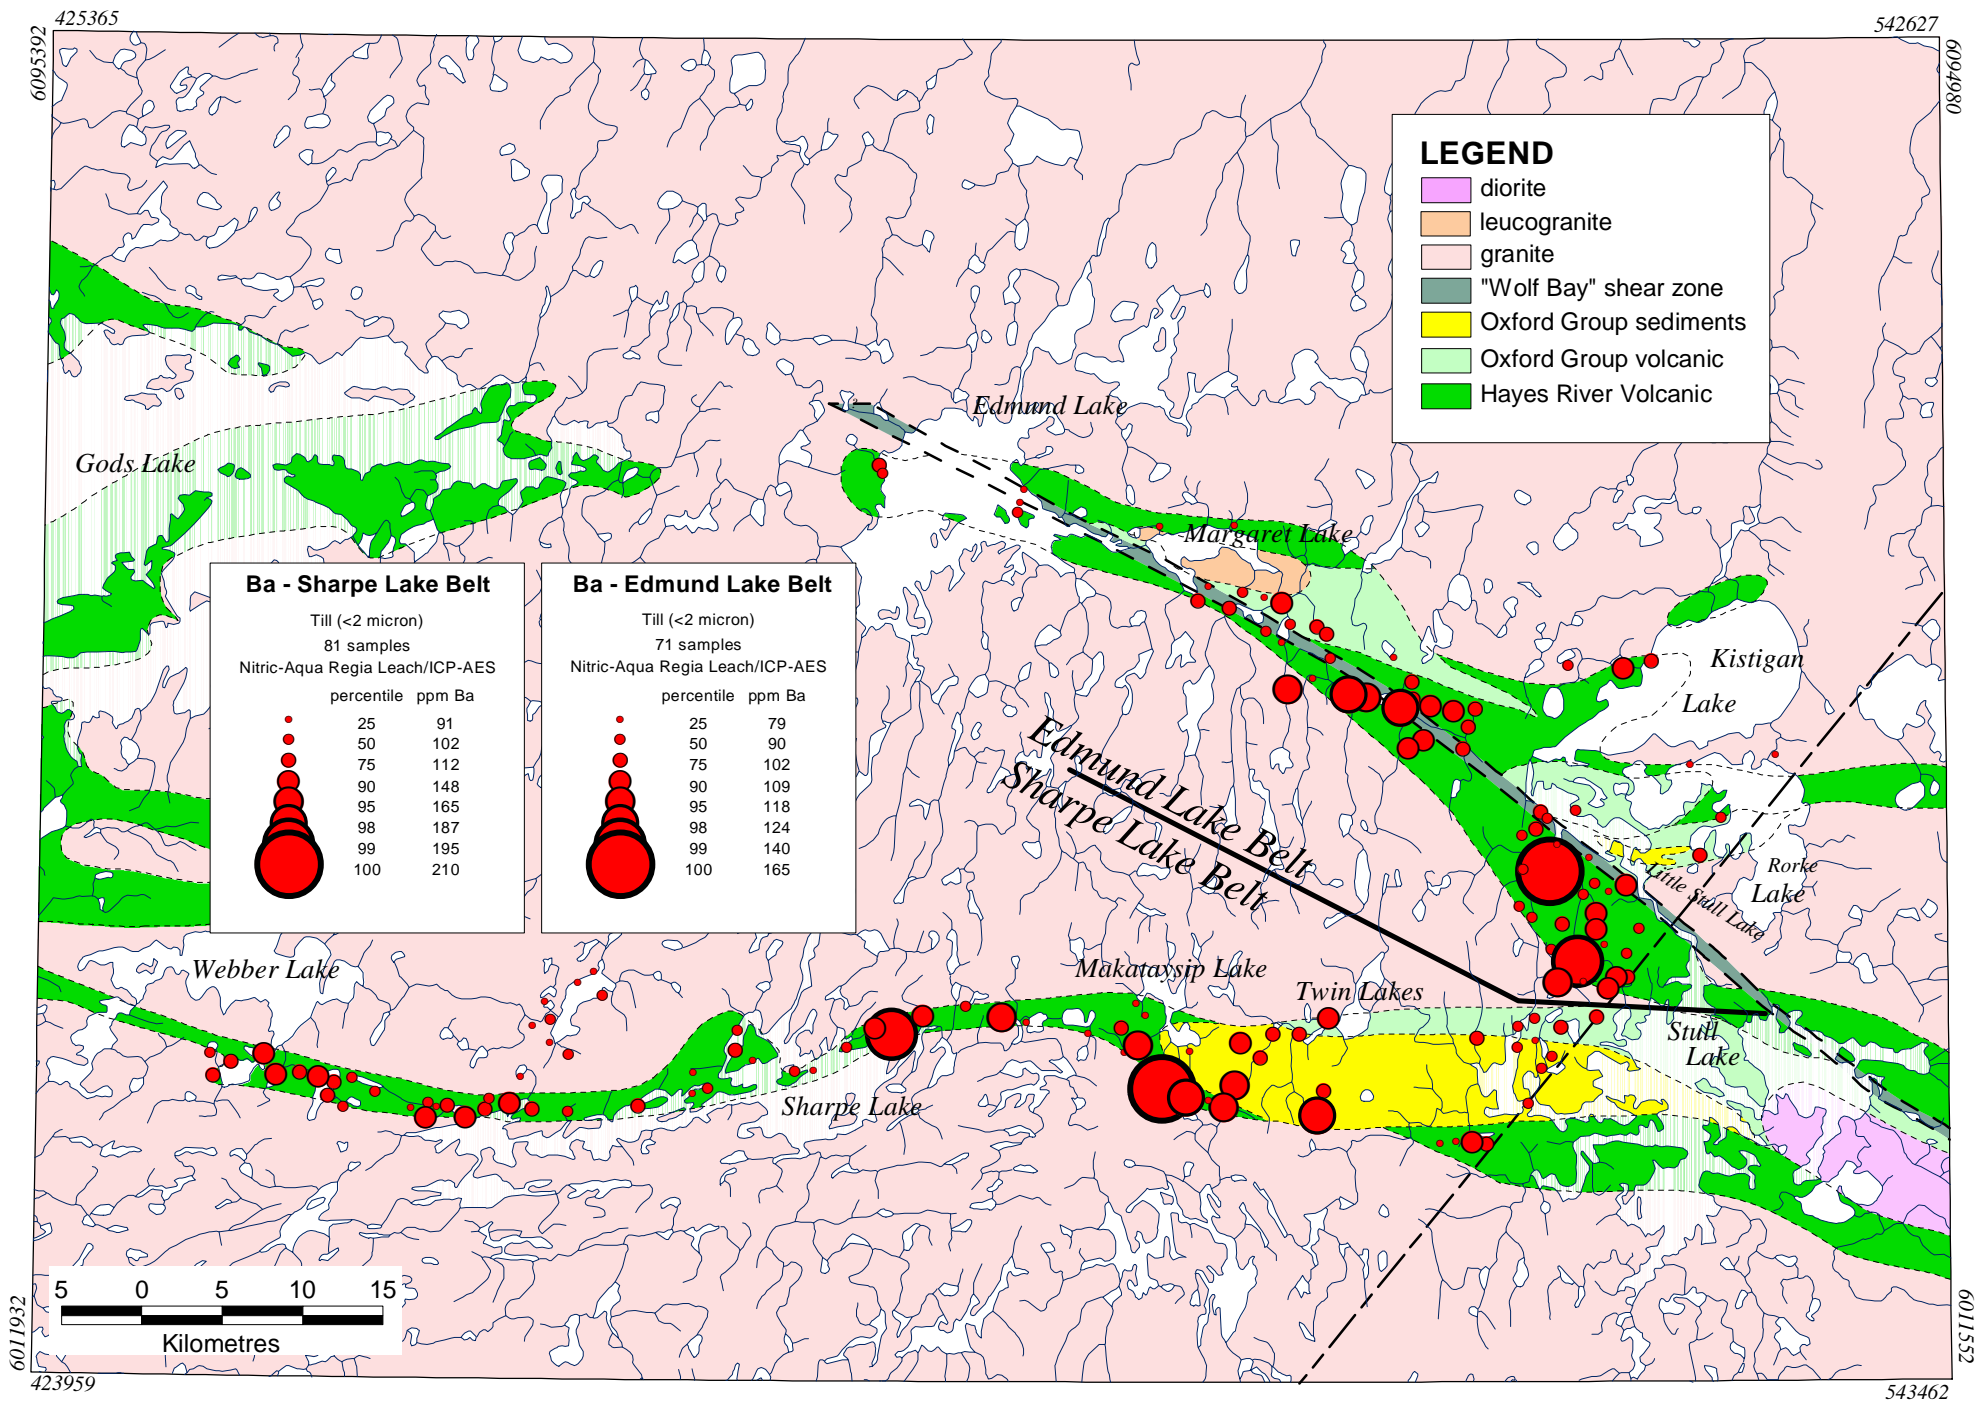 425365
542627
6095392
6094980
LEGEND
diorite
leucogranite
granite
"Wolf Bay" shear zone
Oxford Group sediments
Oxford Group volcanic
Hayes River Volcanic
Edmund Lake
Gods Lake
Margaret Lake
Kistigan
Lake
Ba - Sharpe Lake Belt
Till (<2 micron)
81 samples
Nitric-Aqua Regia Leach/ICP-AES
percentile ppm Ba
25 91
50 102
75 112
90 148
95 165
98 187
99 195
100 210
Ba - Edmund Lake Belt
Till (<2 micron)
71 samples
Nitric-Aqua Regia Leach/ICP-AES
percentile ppm Ba
25 79
50 90
75 102
90 109
95 118
98 124
99 140
100 165
Edmund Lake Belt
Sharpe Lake Belt
Rorke
Lake
Little Stull Lake
Webber Lake
Makataysip Lake
Twin Lakes
Stull
Lake
Sharpe Lake
5 0 5 10 15
Kilometres
6011932
6011552
423959
543462